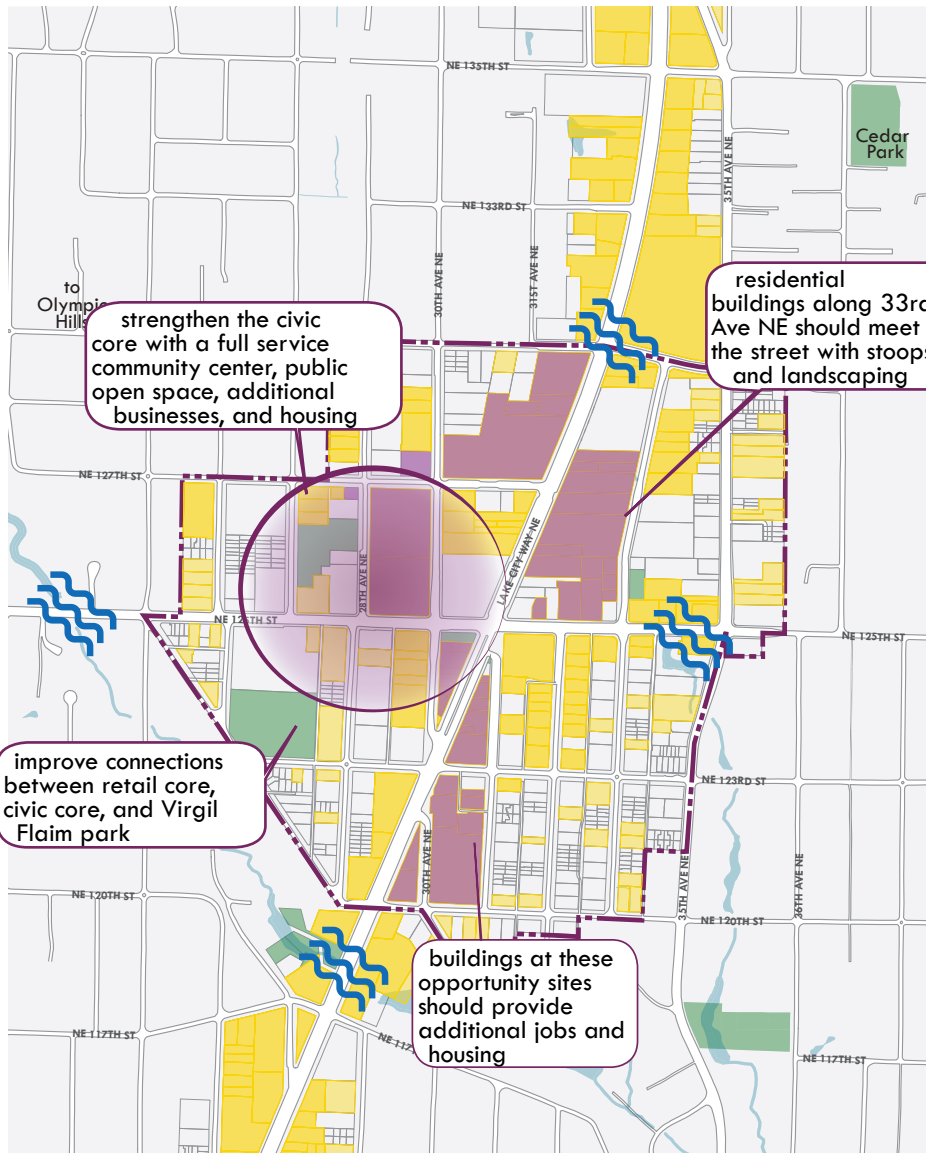 NE 135TH ST
Cedar
Park
35TH AVE NE
NE 133RD ST
30TH AVE NE
31ST AVE NE
to
Olympic
Hills
strengthen the civic
core with a full service
community center, public
open space, additional
businesses, and housing
residential
buildings along 33rd
Ave NE should meet
the street with stoops
and landscaping
NE 127TH ST
LAKE CITY WAY NE
28TH AVE NE
NE 125TH ST
NE 125TH ST
improve connections
between retail core,
civic core, and Virgil
Flaim park
NE 123RD ST
30TH AVE NE
35TH AVE NE
36TH AVE NE
NE 120TH ST
NE 120TH ST
buildings at these
opportunity sites
should provide
additional jobs and
housing
NE 117TH ST
NE 117
NE 117TH ST